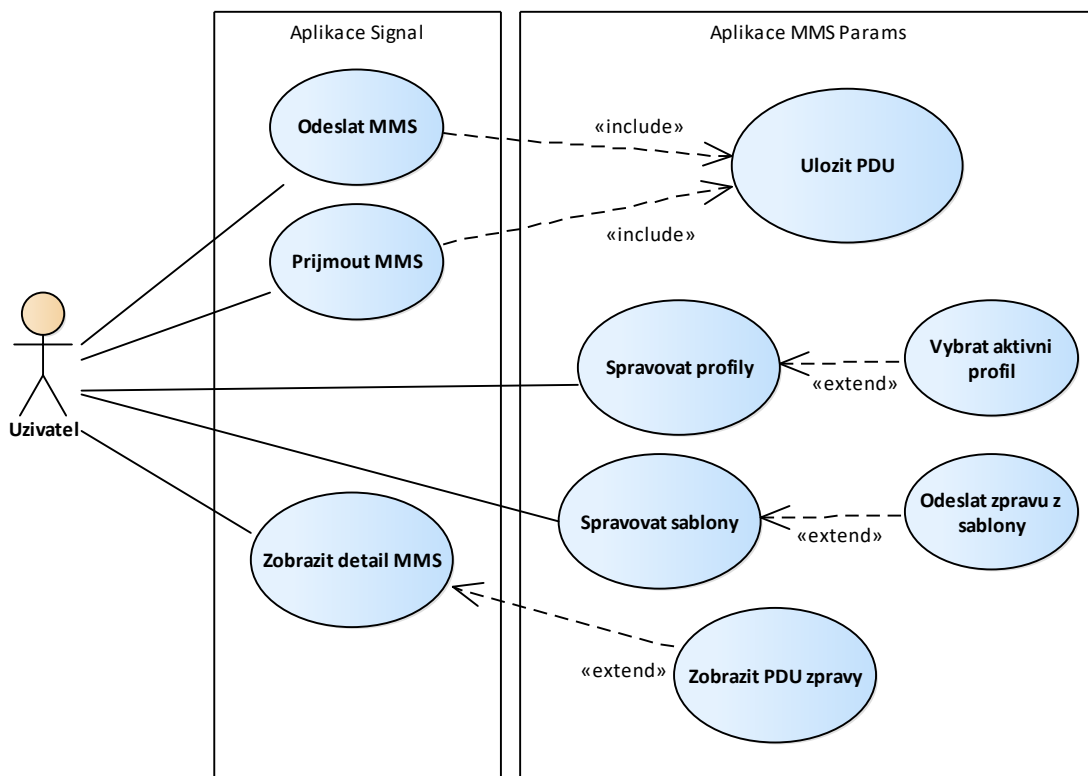 Aplikace Signal
Aplikace MMS Params
Odeslat MMS
«include»
Ulozit PDU
Prijmout MMS
«include»
Uzivatel
Spravovat profily
«extend»
Vybrat aktivni
profil
Spravovat sablony
«extend»
Odeslat zpravu z
sablony
Zobrazit detail MMS
«extend»
Zobrazit PDU zpravy